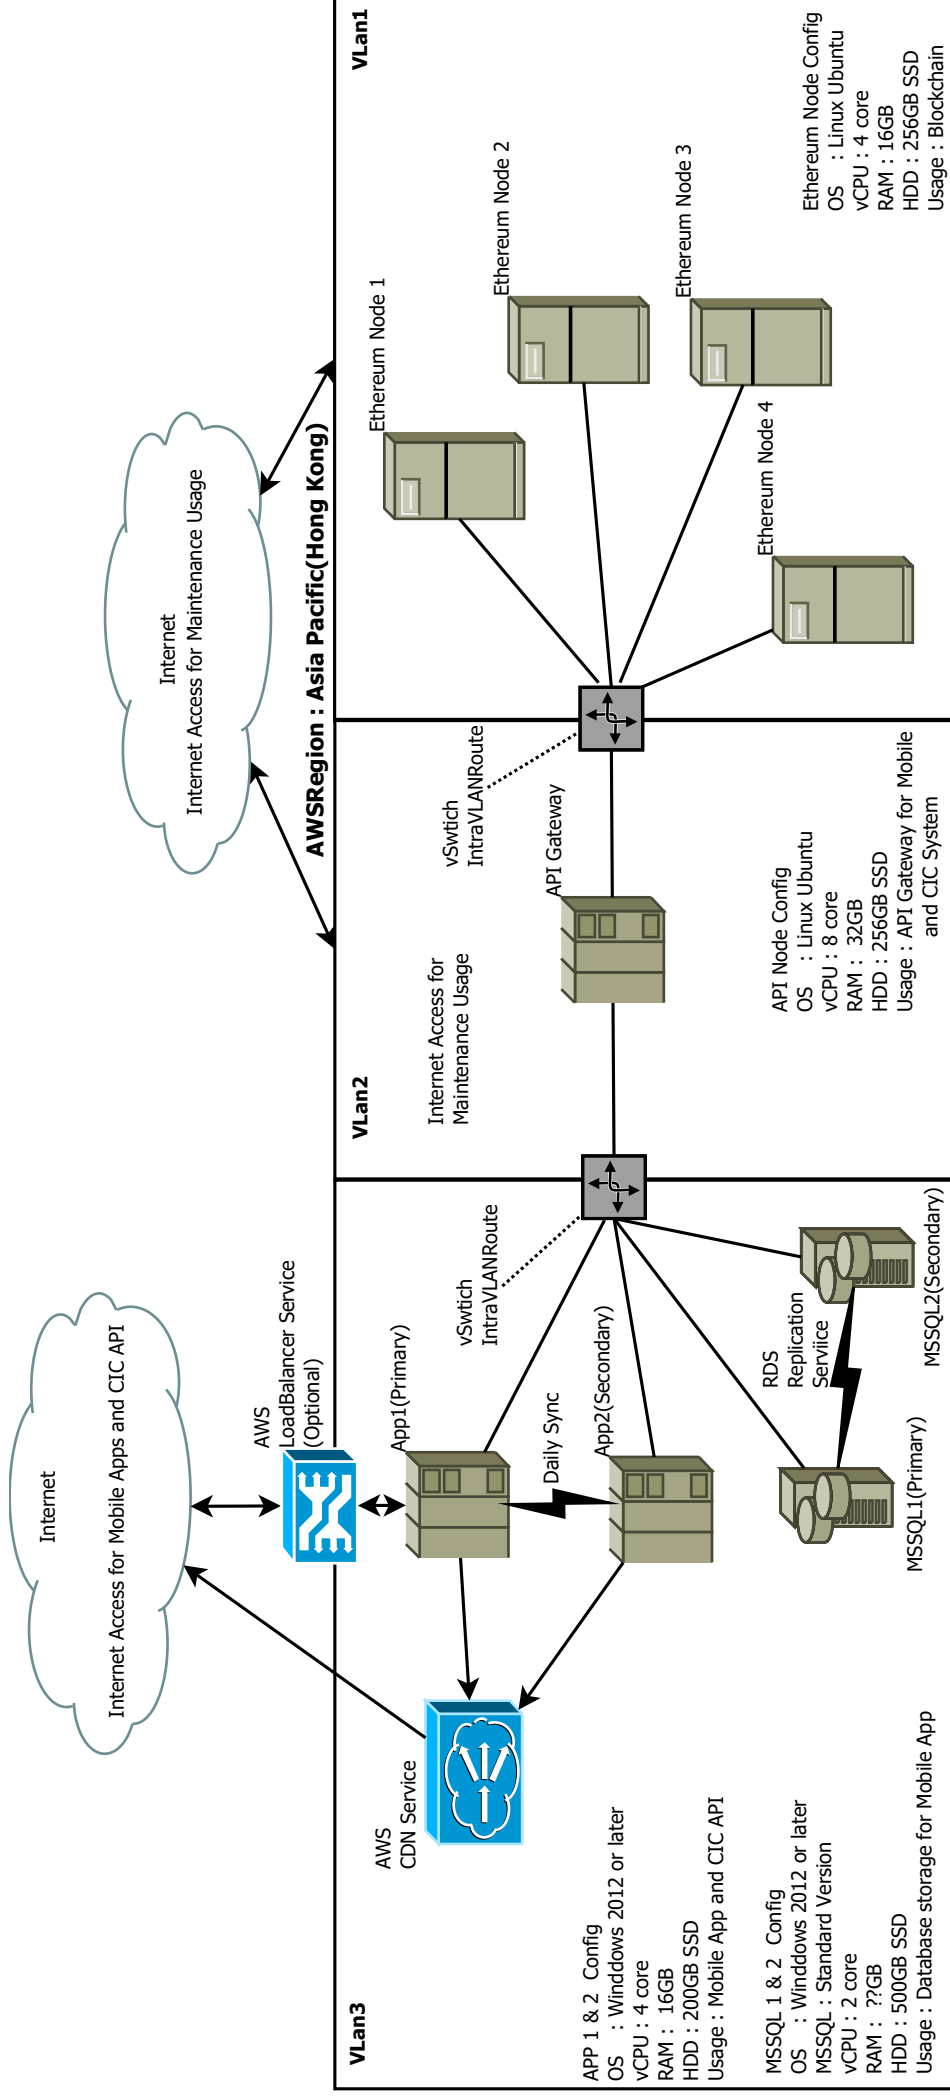 Internet
Internet Access for Mobile Apps and CIC API
Internet
Internet Access for Maintenance Usage
AWSRegion : Asia Pacific(Hong Kong)
VLan3
AWS
CDN Service
AWS
LoadBalancer Service
(Optional)
App1(Primary)
Daily Sync
App2(Secondary)
vSwtich
IntraVLANRoute
RDS
Replication
Serviice
MSSQL1(Primary)
MSSQL2(Secondary)
APP 1 & 2  Config
OS   : Winddows 2012 or later
vCPU : 4 core
RAM :  16GB
HDD : 200GB SSD
Usage : Mobile App and CIC API
MSSQL 1 & 2  Config
OS   : Winddows 2012 or later
MSSQL : Standard Version
vCPU : 2 core
RAM : ??GB
HDD : 500GB SSD
Usage : Database storage for Mobile App
VLan2
Internet Access for
Maintenance Usage
vSwtich
IntraVLANRoute
API Gateway
API Node Config
OS   : Linux Ubuntu
vCPU : 8 core
RAM :  32GB
HDD : 256GB SSD
Usage : API Gateway for Mobile
and CIC System
VLan1
Ethereum Node 1
Ethereum Node 2
Ethereum Node 3
Ethereum Node 4
Ethereum Node Config
OS   : Linux Ubuntu
vCPU : 4 core
RAM : 16GB
HDD : 256GB SSD
Usage : Blockchain